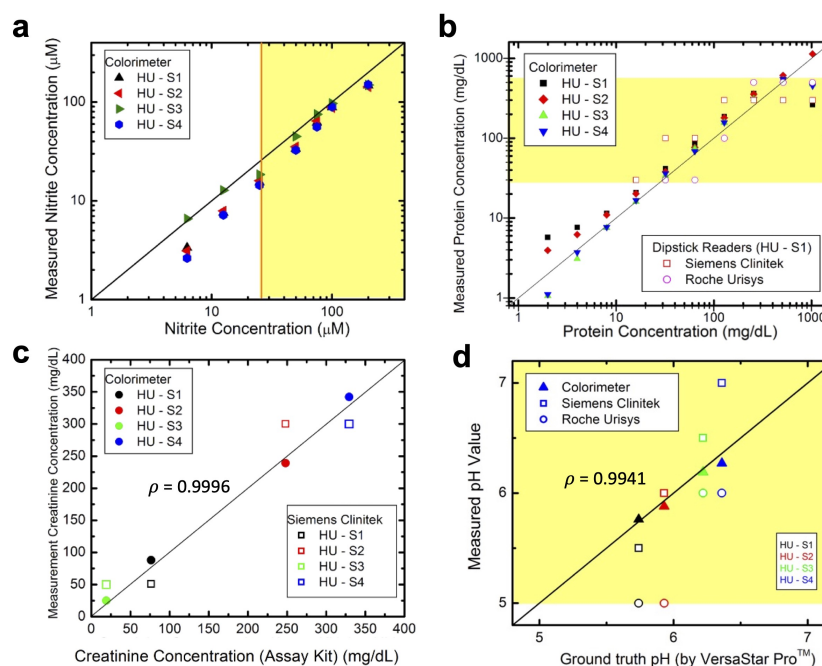 a
Measured Nitrite Concentration (μM)
100
10
1
Colorimeter
HU - S1
HU - S2
HU - S3
HU - S4
1
10
100
Nitrite Concentration (μM)
b
Measured Protein Concentration (mg/dL)
1000
100
10
1
Colorimeter
HU - S1
HU - S2
HU - S3
HU - S4
Dipstick Readers (HU - S1)
Siemens Clinitek
Roche Urisys
1
10
100
1000
Protein Concentration (mg/dL)
c
Measurement Creatinine Concentration (mg/dL)
400
350
300
250
200
150
100
50
0
Colorimeter
HU - S1
HU - S2
HU - S3
HU - S4
ρ = 0.9996
Siemens Clinitek
HU - S1
HU - S2
HU - S3
HU - S4
0
50
100
150
200
250
300
350
400
Creatinine Concentration (Assay Kit) (mg/dL)
d
Measured pH Value
7
6
5
Colorimeter
Siemens Clinitek
Roche Urisys
ρ = 0.9941
HU - S1
HU - S2
HU - S3
HU - S4
5
6
7
Ground truth pH (by VersaStar Pro™)